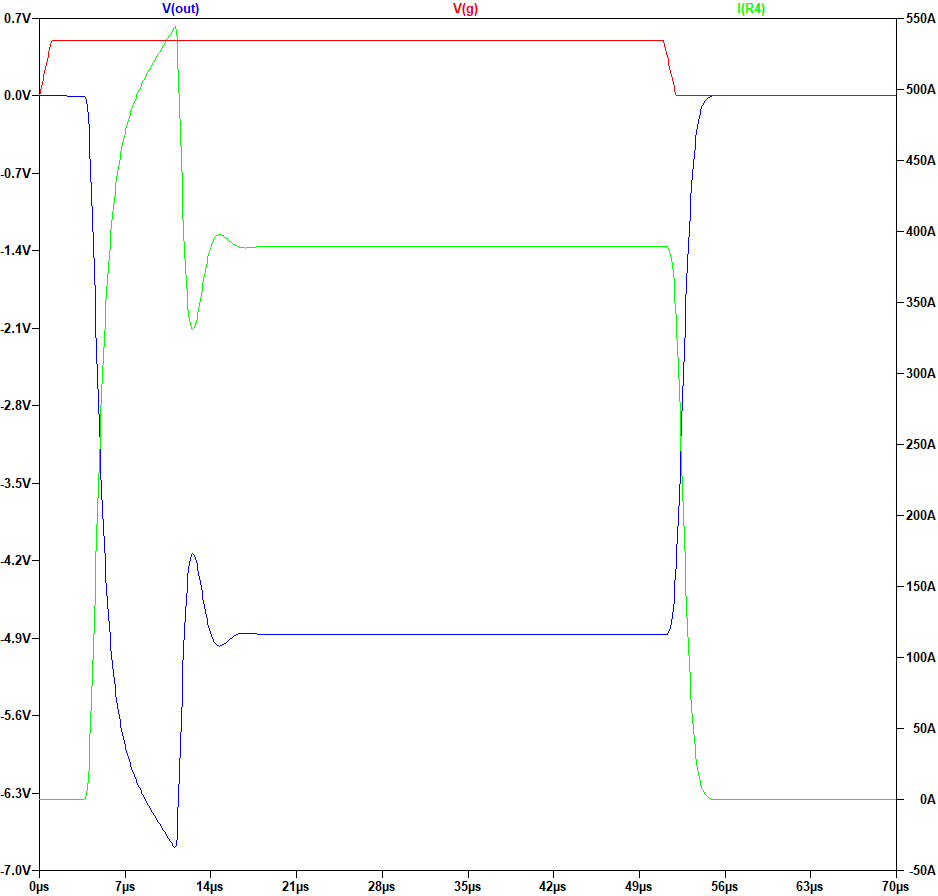 V(out) V(g) I(R4)
0.7V 550A
0.0V 500A
-0.7V 450A
-1.4V 400A
-2.1V 350A
-2.8V 300A
-3.5V 250A
-4.2V 200A
-4.9V 150A
-5.6V 100A
-6.3V 50A
-7.0V 0A
-50A
0µs 7µs 14µs 21µs 28µs 35µs 42µs 49µs 56µs 63µs 70µs